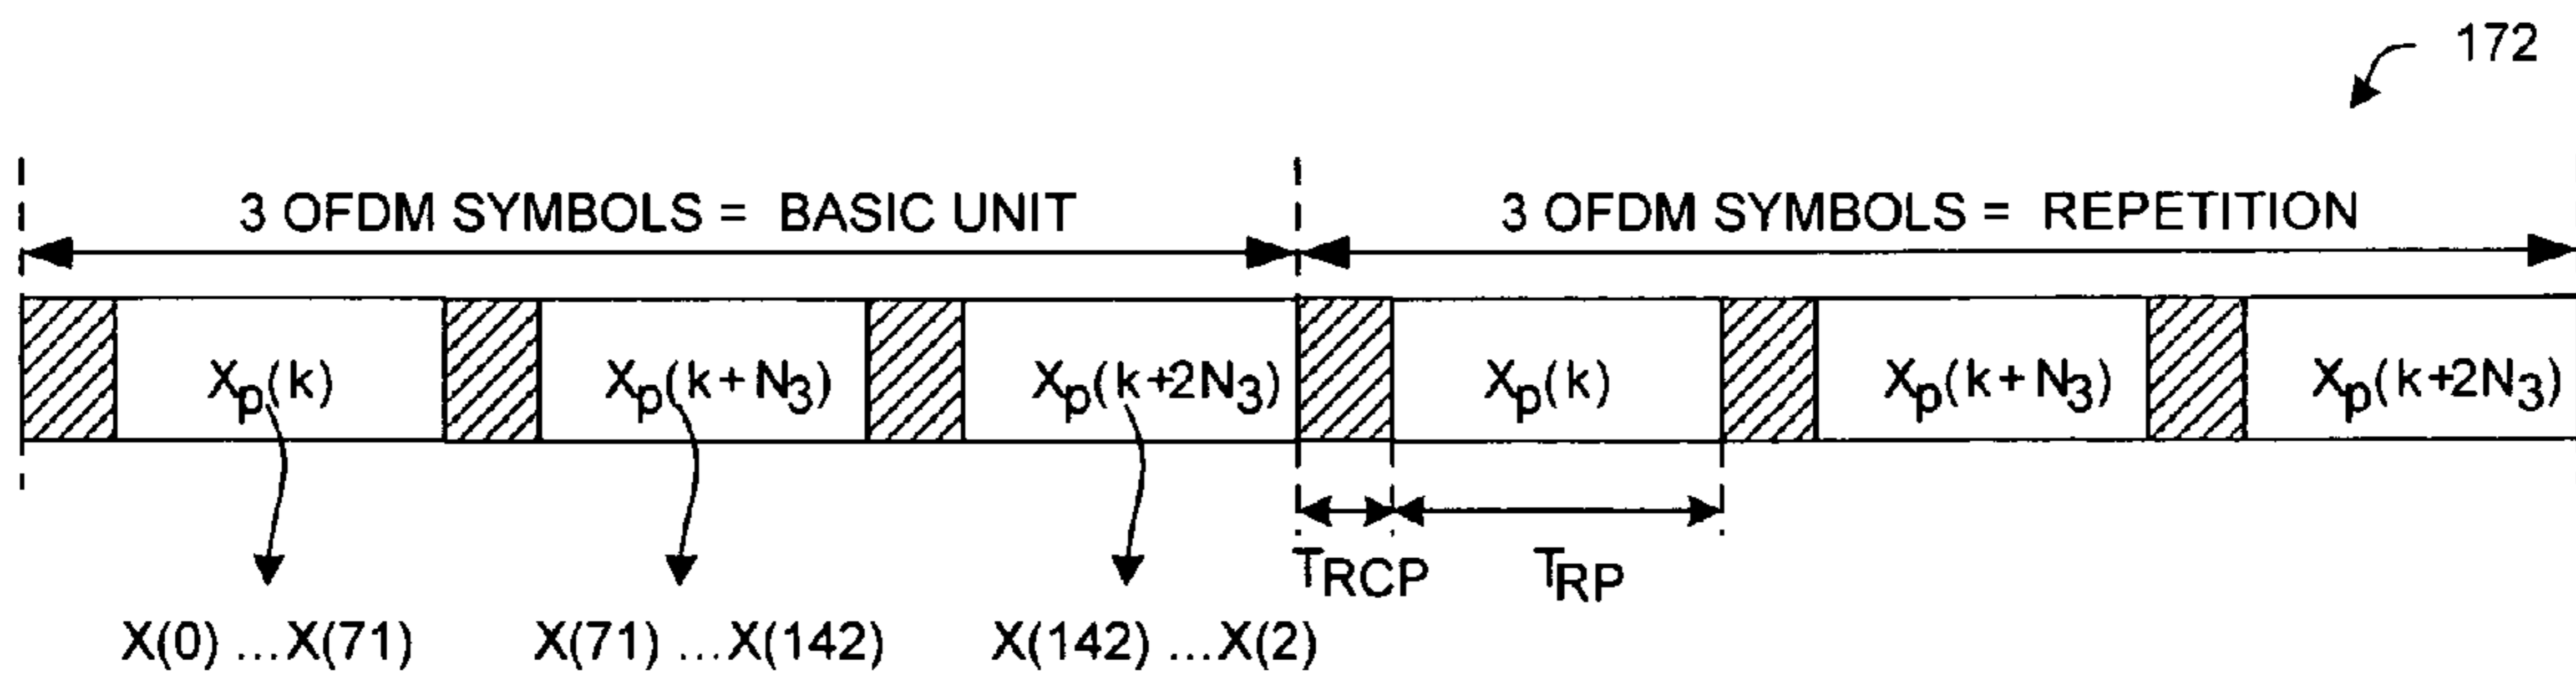 172
3 OFDM SYMBOLS = BASIC UNIT
3 OFDM SYMBOLS = REPETITION
Xp(k)
Xp(k+N3)
Xp(k+2N3)
Xp(k)
Xp(k+N3)
Xp(k+2N3)
TRCP
TRP
X(0) ...X(71)
X(71) ...X(142)
X(142) ...X(2)